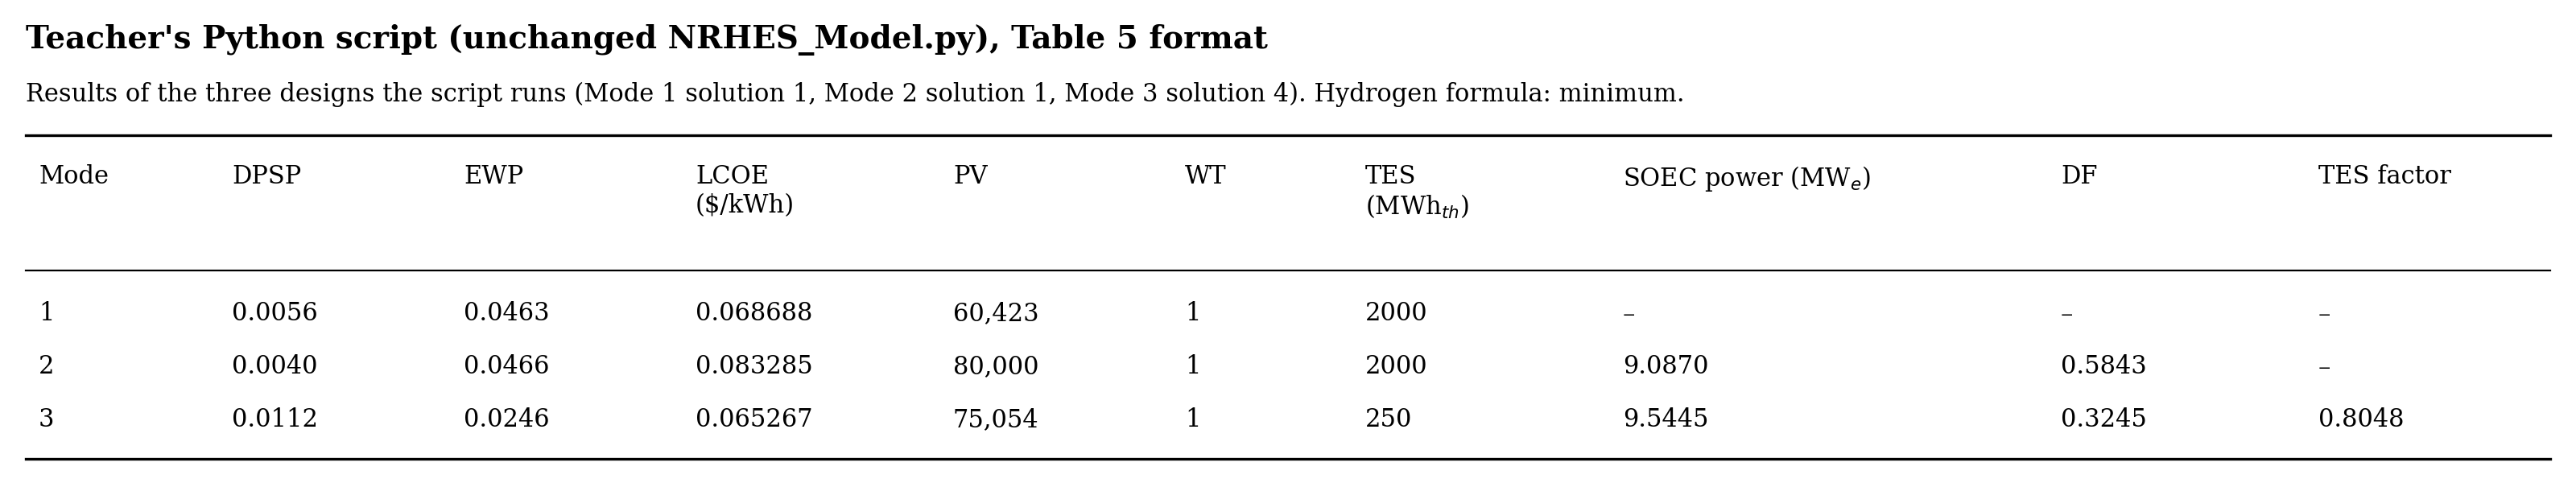 Teacher's Python script (unchanged NRHES_Model.py), Table 5 format
Results of the three designs the script runs (Mode 1 solution 1, Mode 2 solution 1, Mode 3 solution 4). Hydrogen formula: minimum.
Mode DPSP EWP LCOE ($/kWh) PV WT TES (MWh_th) SOEC power (MW_e) DF TES factor
1 0.0056 0.0463 0.068688 60,423 1 2000 – – –
2 0.0040 0.0466 0.083285 80,000 1 2000 9.0870 0.5843 –
3 0.0112 0.0246 0.065267 75,054 1 250 9.5445 0.3245 0.8048